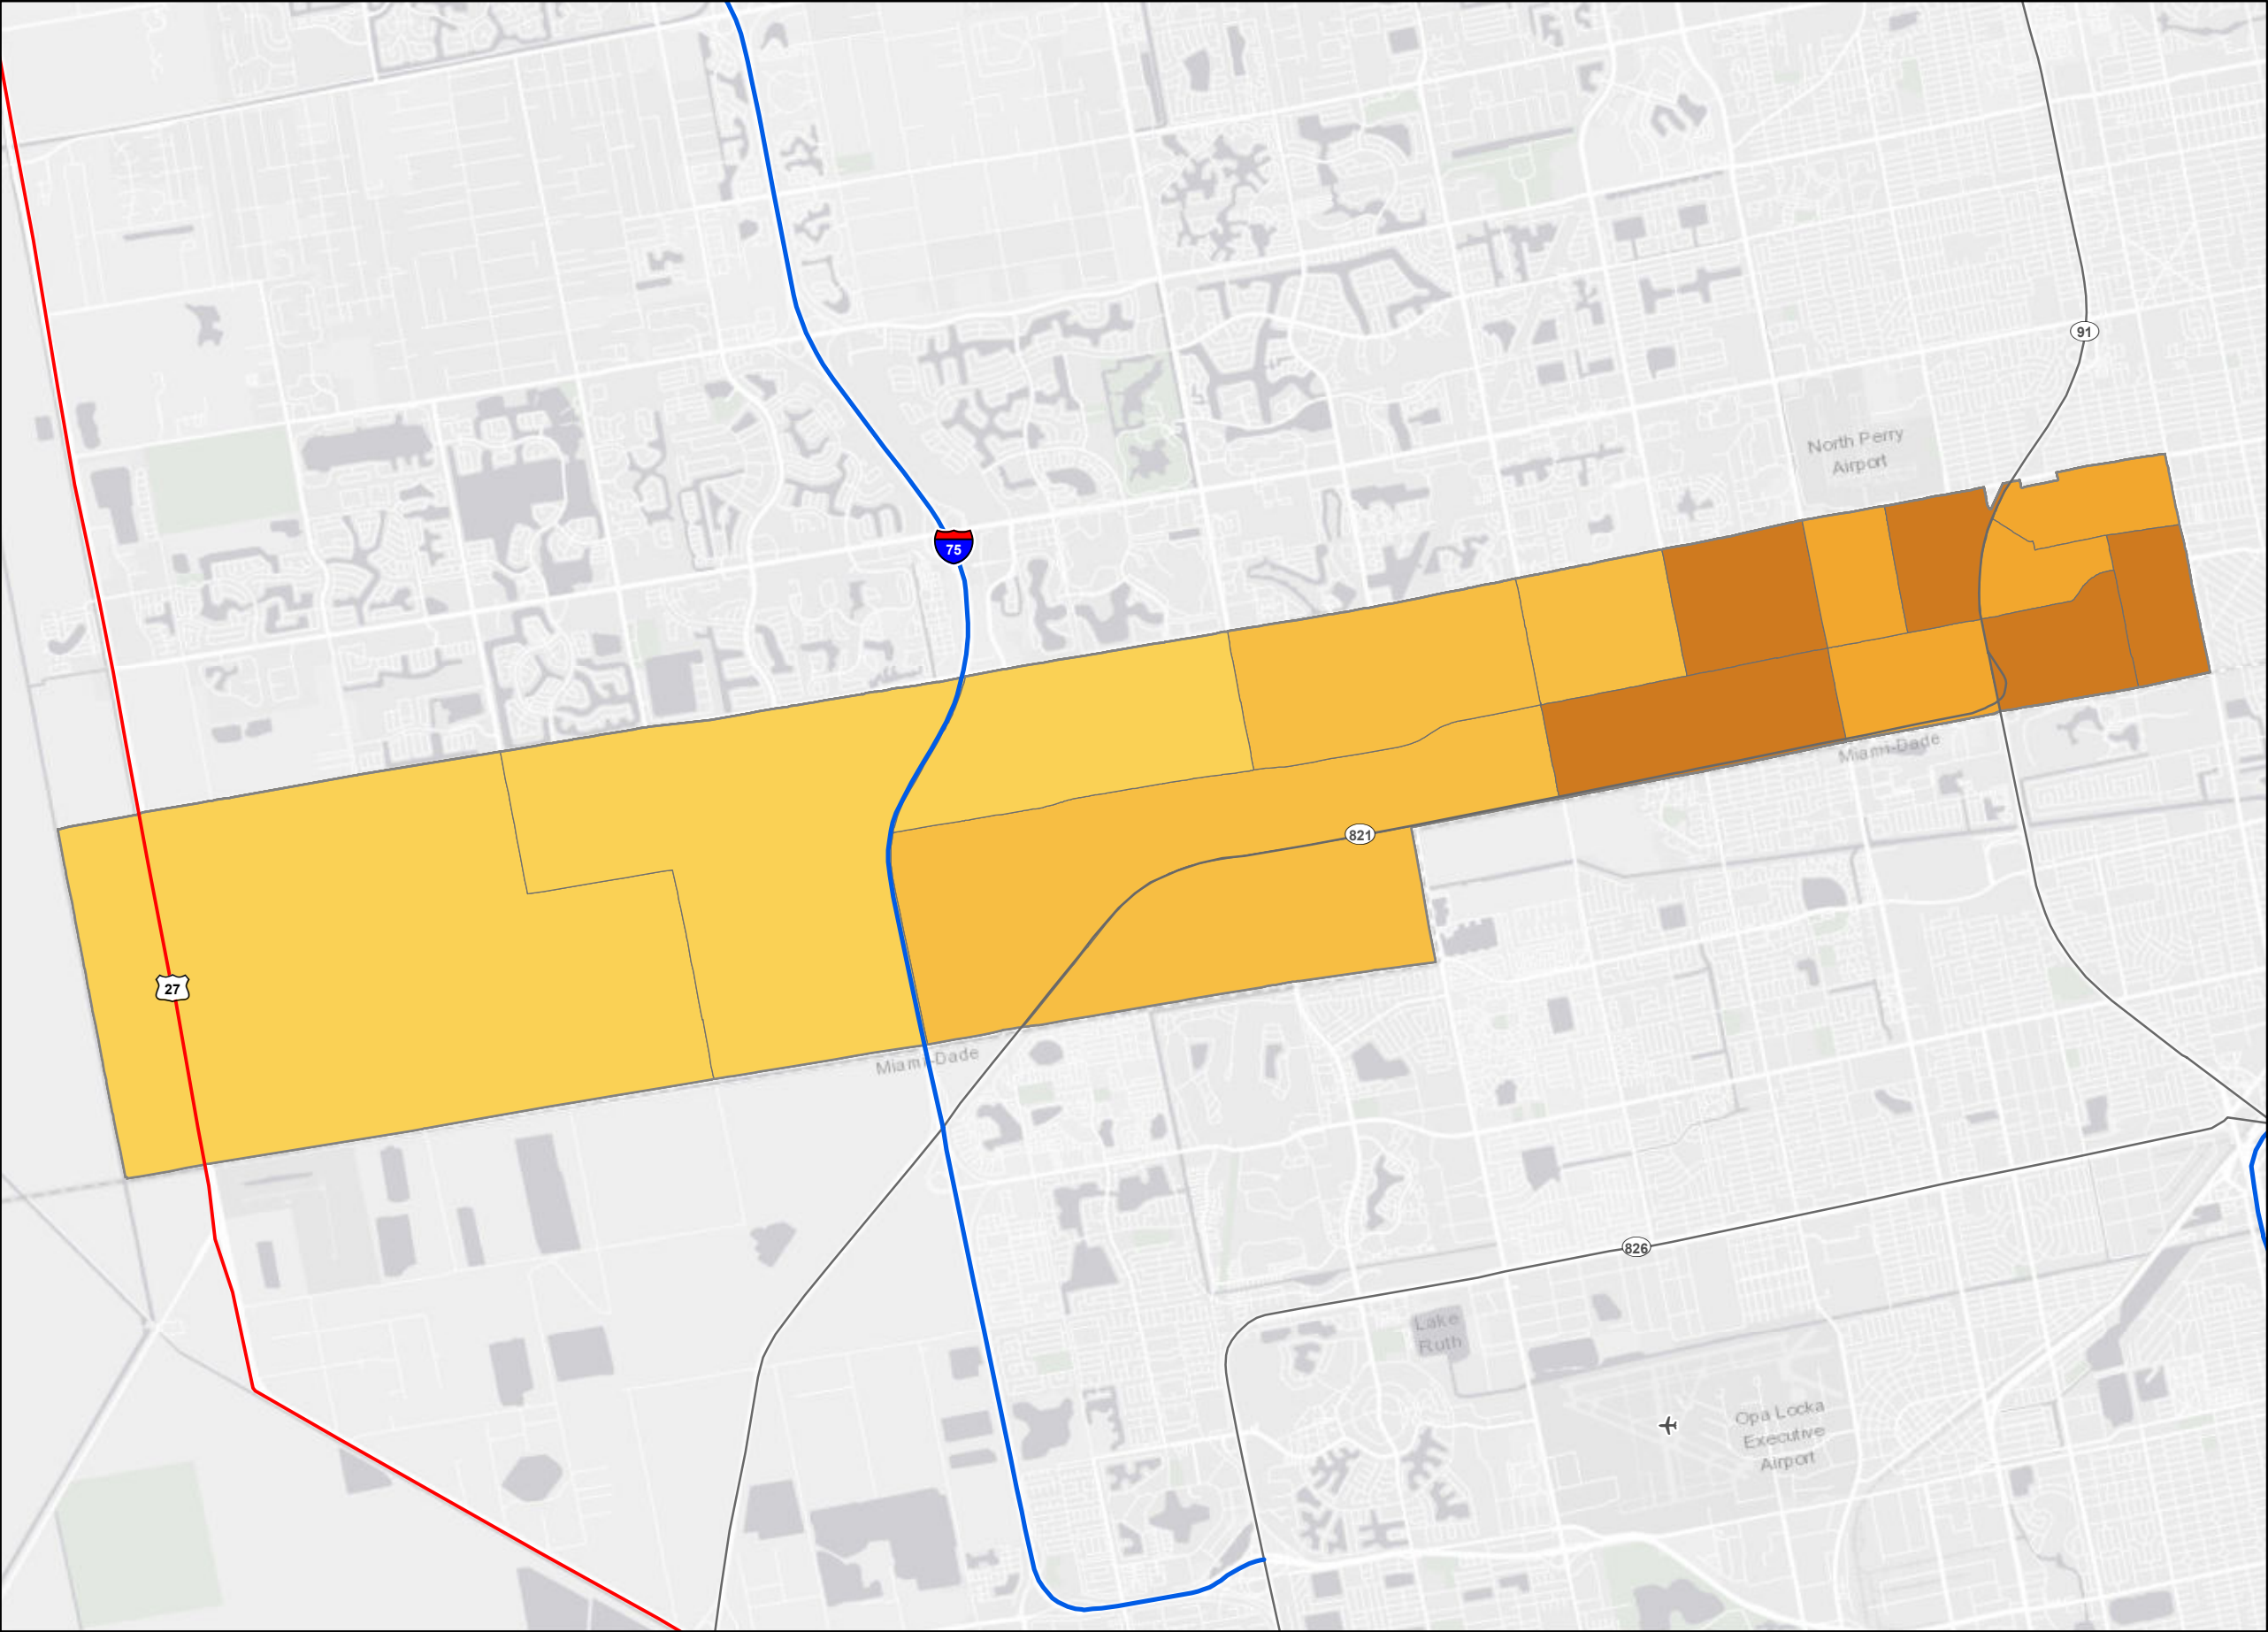 91
North Perry
Airport
75
Miami-Dade
821
27
Miami-Dade
826
Lake
Ruth
Opa Locka
Executive
Airport